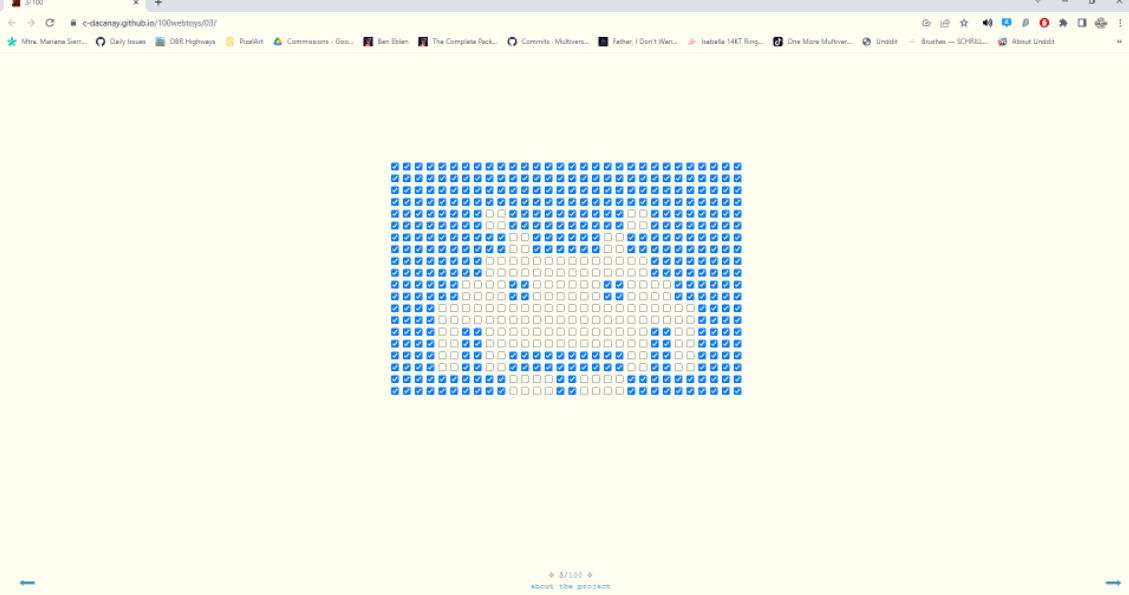 3/100
c-dacanay.github.io/100webtoys/03/
Mtra. Mariana Sierr... Daily Issues OBR Highways PixelArt Commissions - Goo... Ben Eblen The Complete Pack... Commits · Multivers... Father, I Don't Wan... Isabella 14KT Ring... One More Multiver... Unddit Brushes — SCHRILL... About Unddit »
3/100
about the project